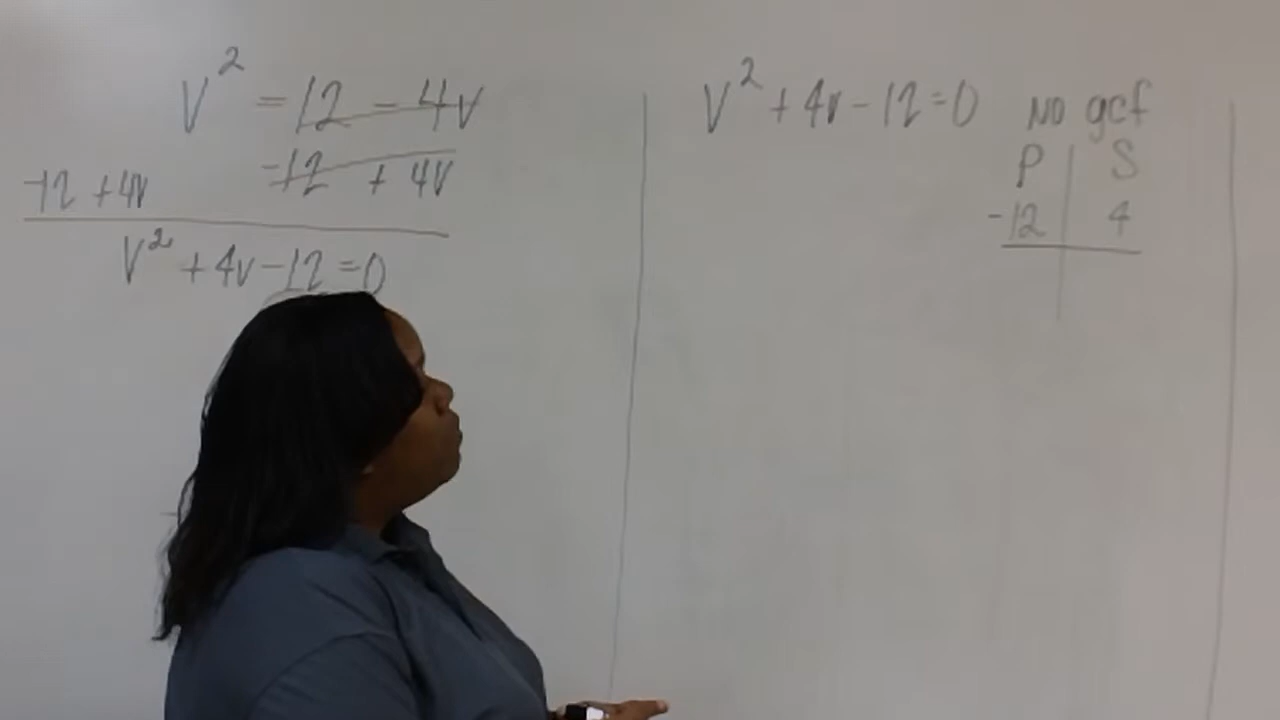 V² = 12 - 4v
-12 + 4v -12 + 4v
V² + 4v - 12 = 0
V² + 4v - 12 = 0 NO gcf
P S
-12 4